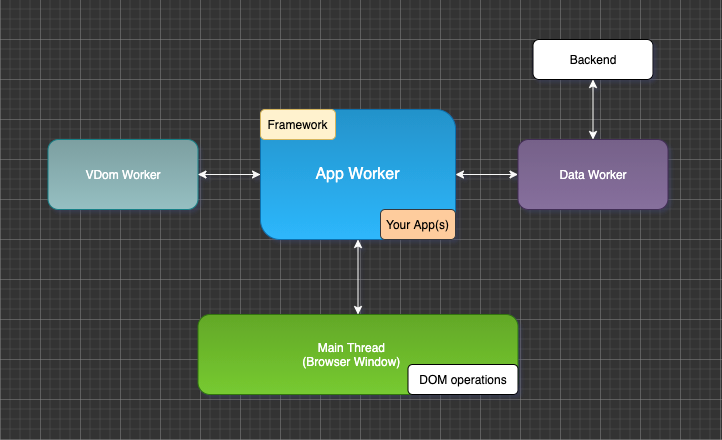 Backend
Framework
VDom Worker
App Worker
Data Worker
Your App(s)
Main Thread
(Browser Window)
DOM operations